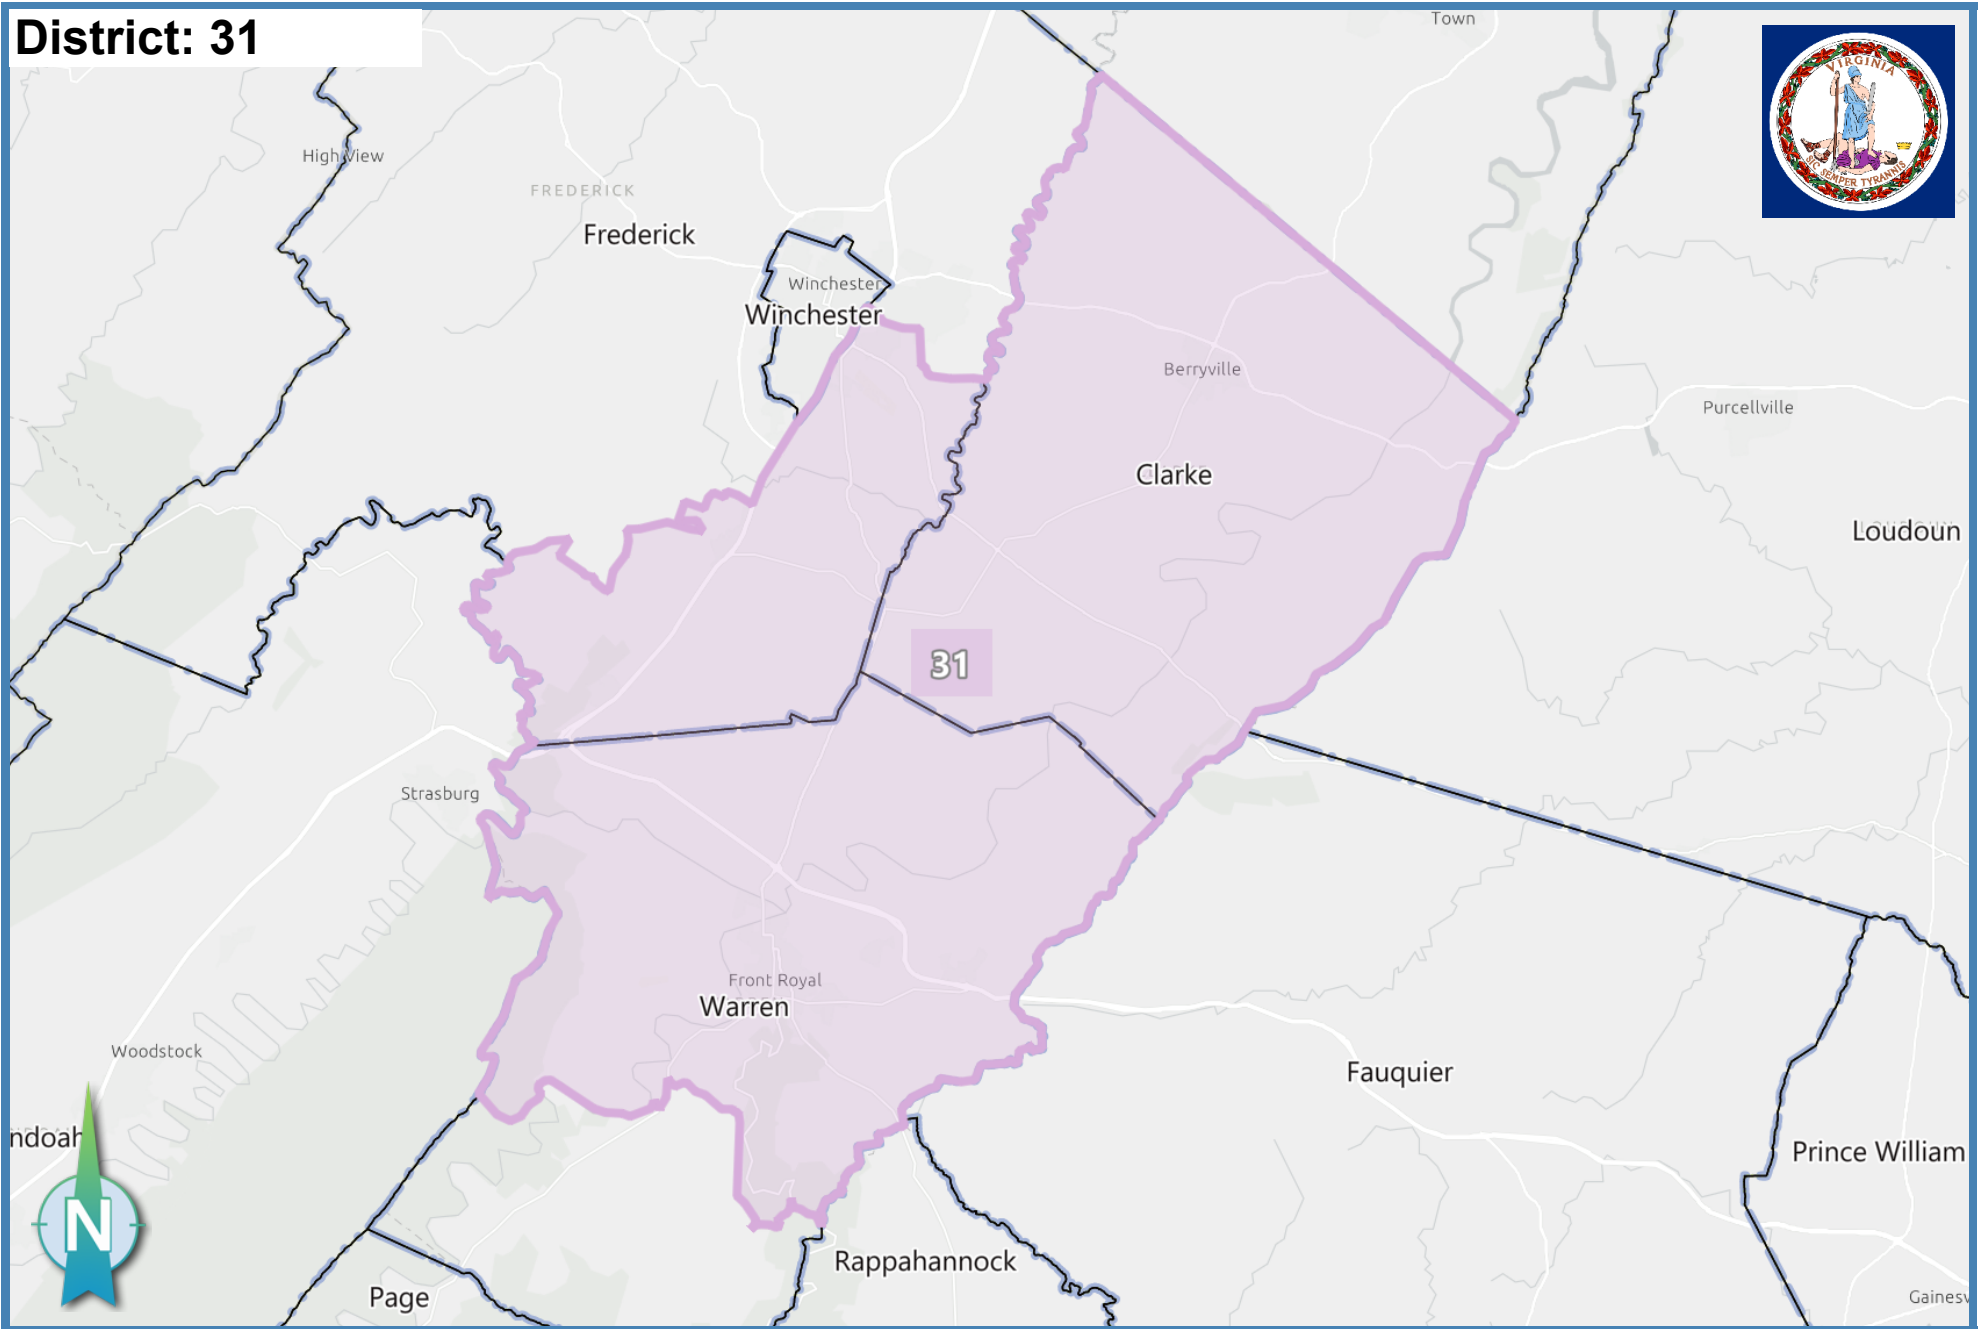 District: 31
Town
VIRGINIA
SIC SEMPER TYRANNIS
High View
FREDERICK
Frederick
Winchester
Winchester
Berryville
Purcellville
Clarke
Loudoun
31
Strasburg
Front Royal
Warren
Woodstock
Fauquier
ndoah
Prince William
N
Rappahannock
Page
Gainesv